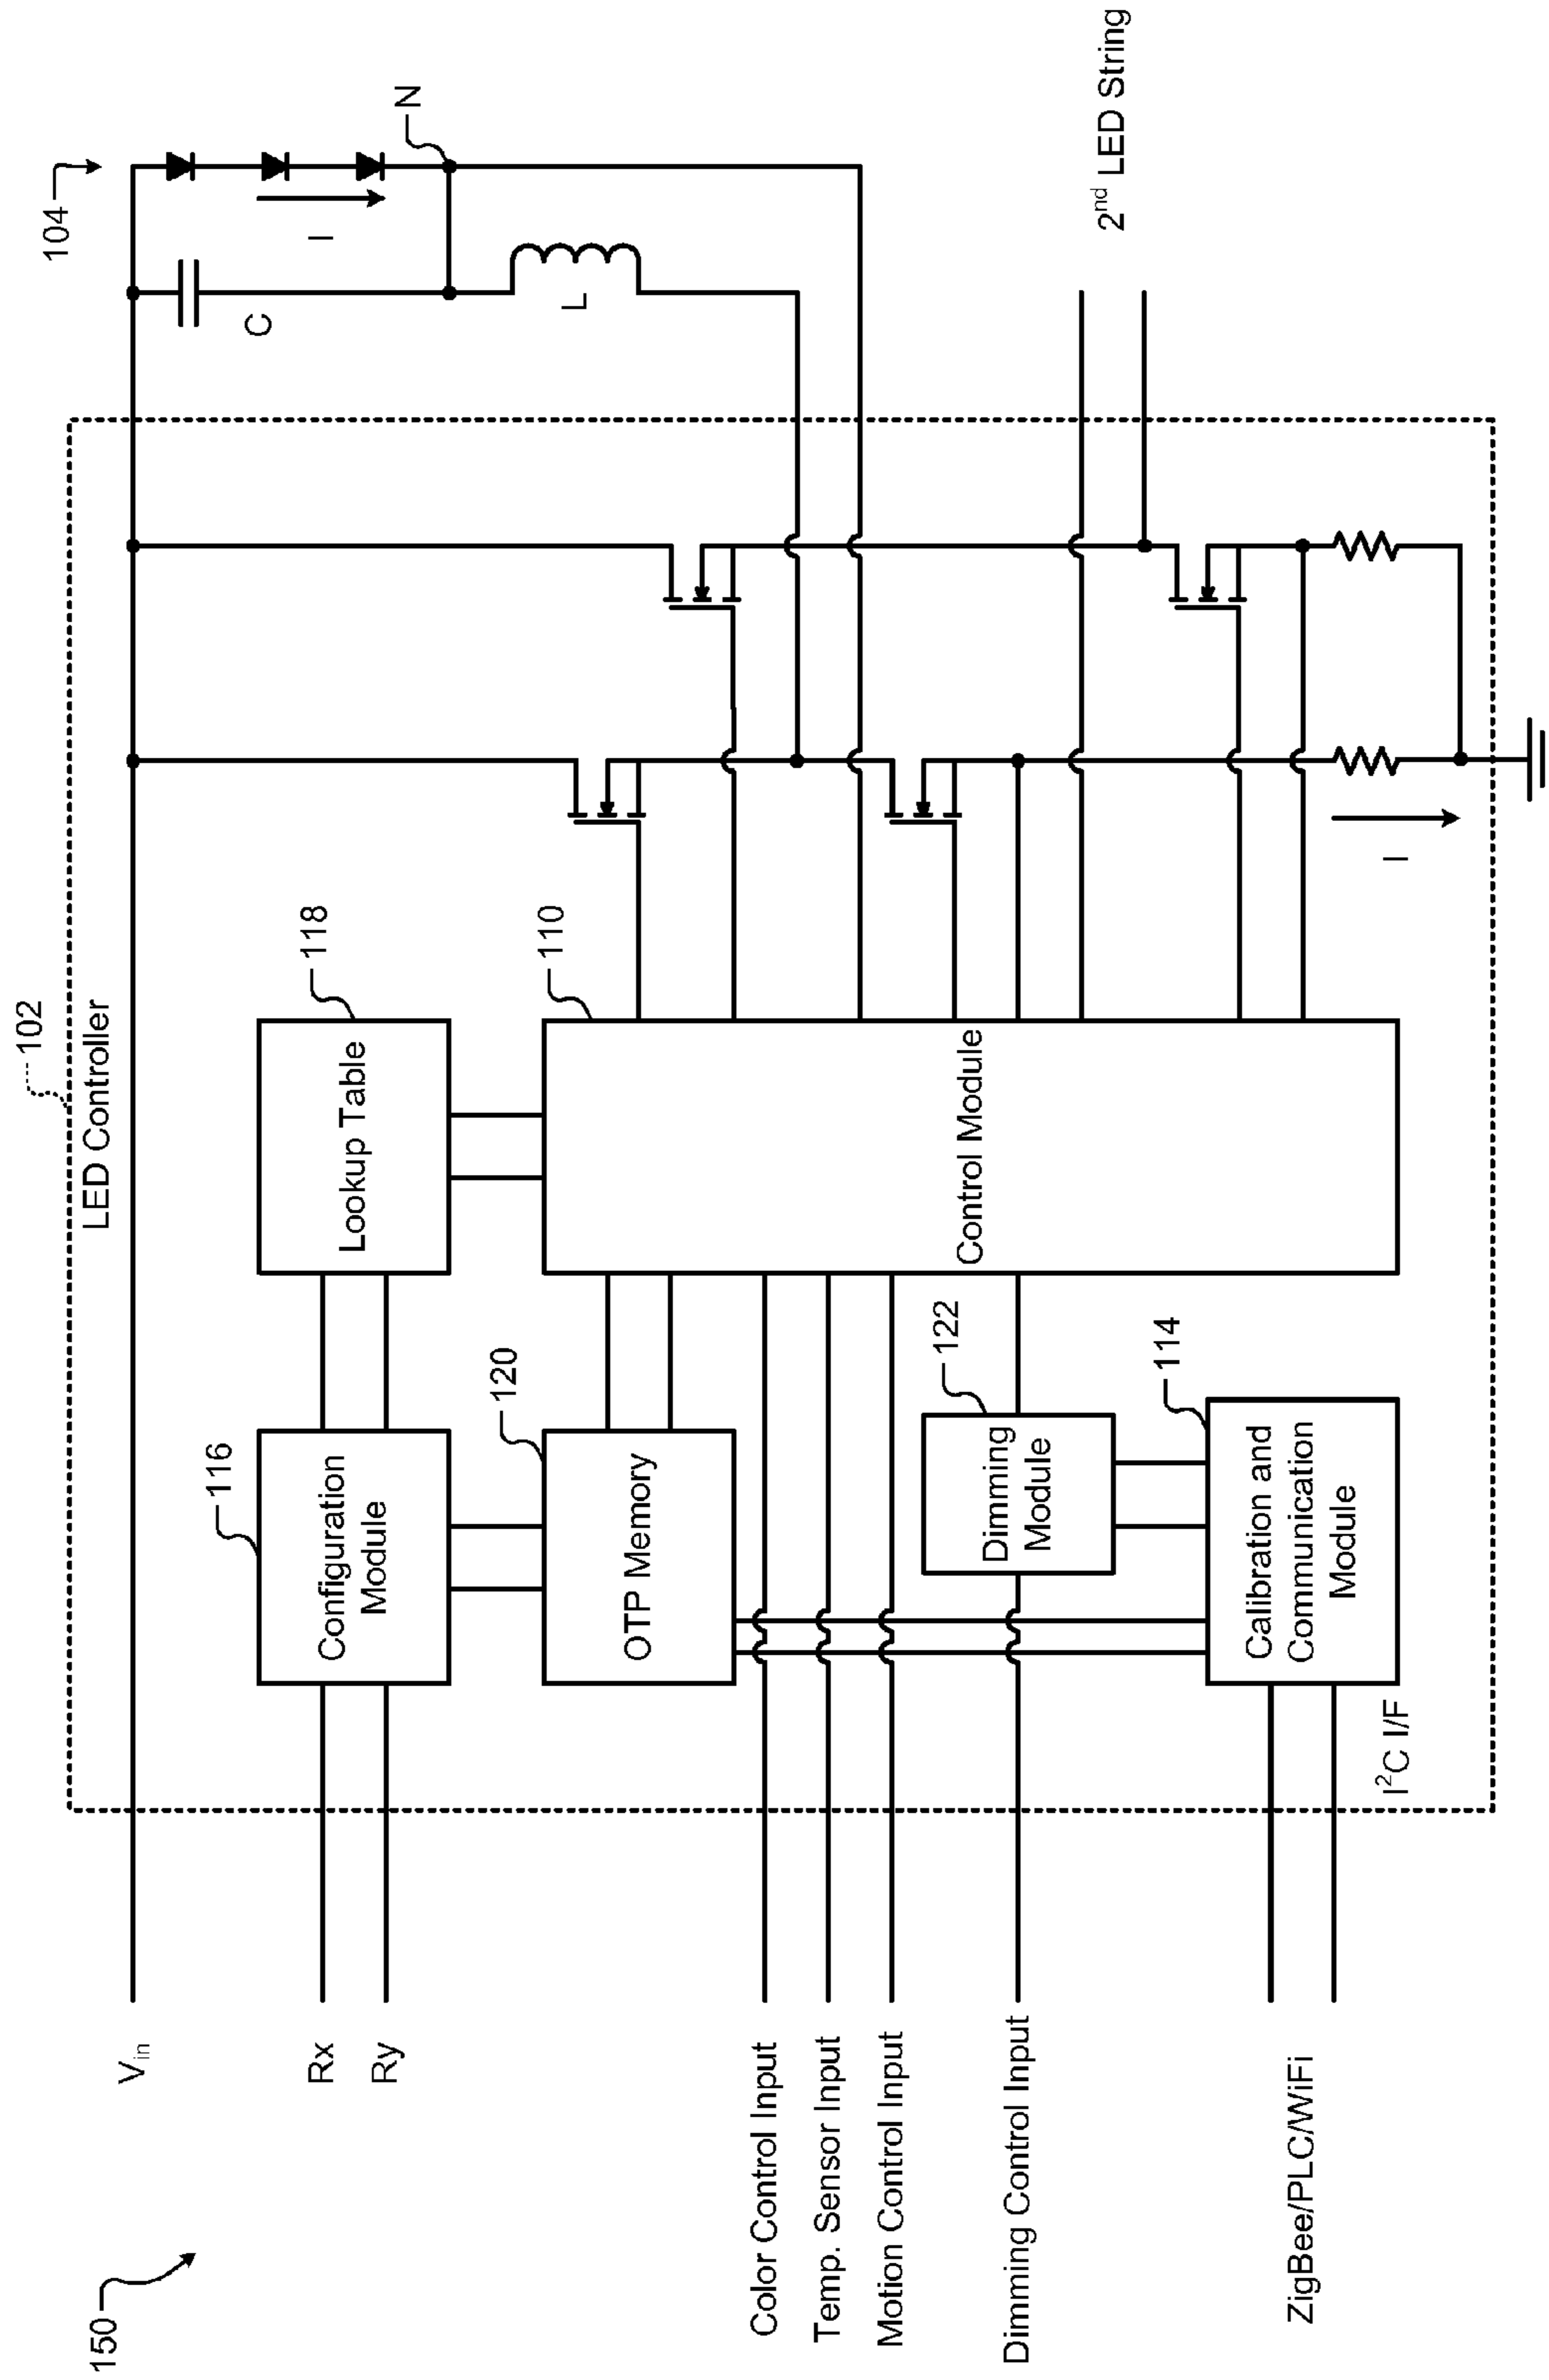 150
102
LED Controller
104
V_in
Rx
Ry
116
Configuration
Module
118
Lookup Table
120
OTP Memory
110
Control Module
122
Dimming
Module
114
Calibration and
Communication
Module
I²C I/F
Color Control Input
Temp. Sensor Input
Motion Control Input
Dimming Control Input
ZigBee/PLC/WiFi
C
I
N
L
I
2nd LED String